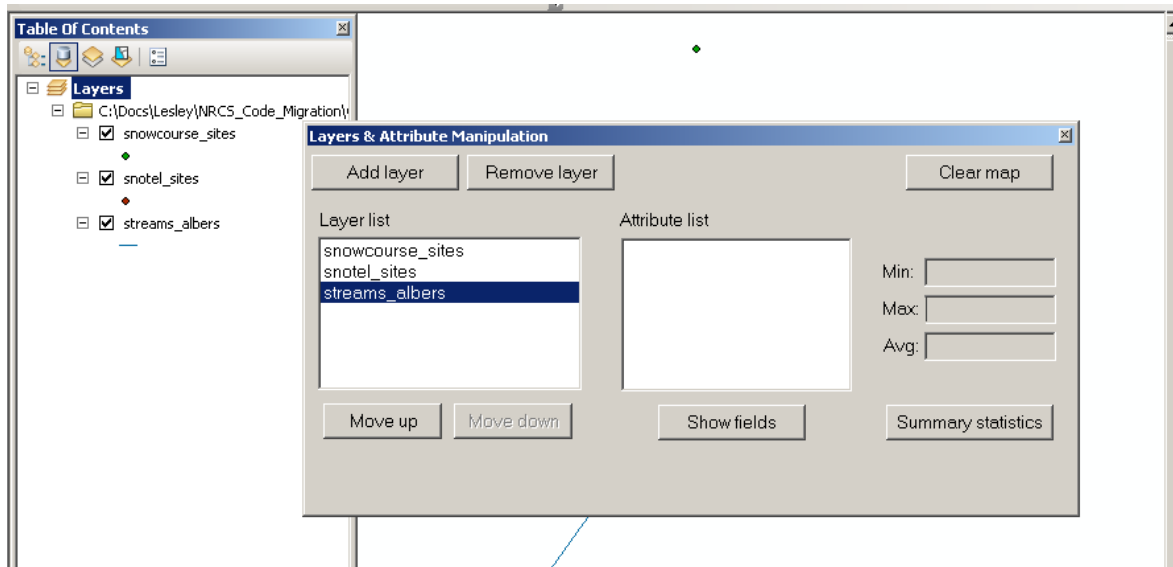 Table Of Contents
Layers
C:\Docs\Lesley\NRCS_Code_Migration\
snowcourse_sites
snotel_sites
streams_albers
Layers & Attribute Manipulation
Add layer
Remove layer
Clear map
Layer list
Attribute list
snowcourse_sites
snotel_sites
streams_albers
Min:
Max:
Avg:
Move up
Move down
Show fields
Summary statistics